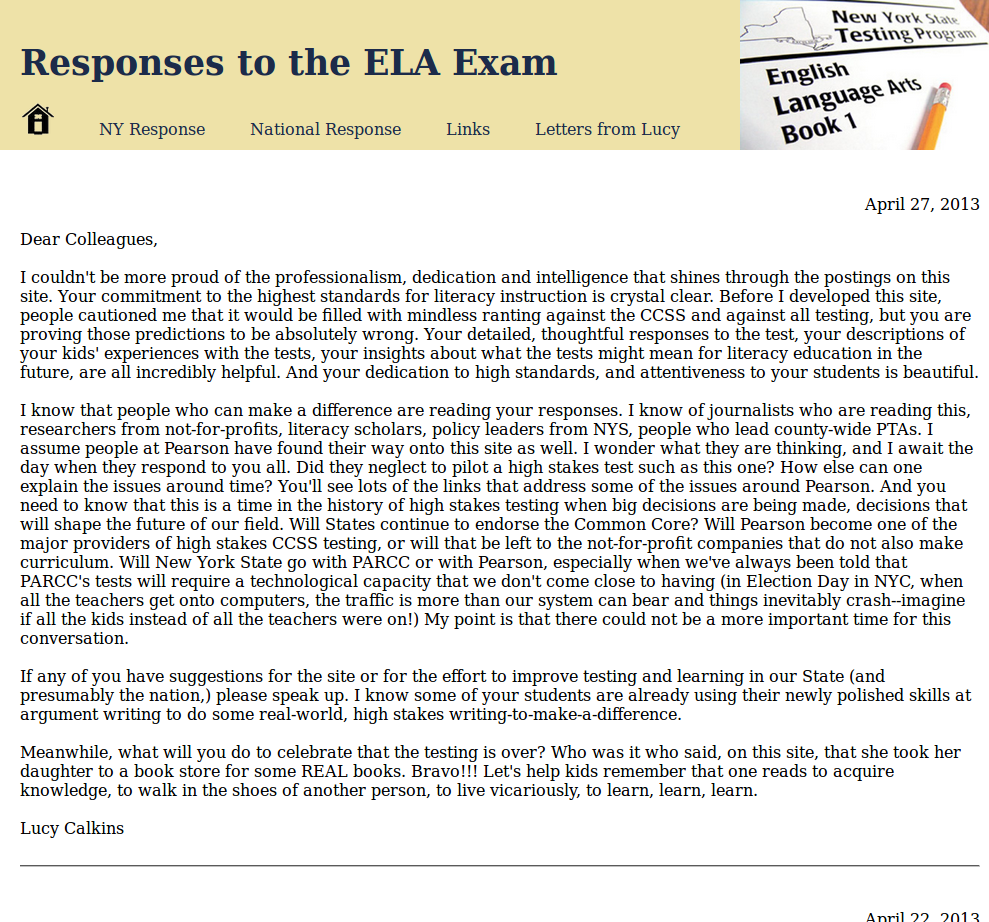 Responses to the ELA Exam
NY Response National Response Links Letters from Lucy
New York State
Testing Program
English
Language Arts
Book 1
April 27, 2013
Dear Colleagues,
I couldn't be more proud of the professionalism, dedication and intelligence that shines through the postings on this
site. Your commitment to the highest standards for literacy instruction is crystal clear. Before I developed this site,
people cautioned me that it would be filled with mindless ranting against the CCSS and against all testing, but you are
proving those predictions to be absolutely wrong. Your detailed, thoughtful responses to the test, your descriptions of
your kids' experiences with the tests, your insights about what the tests might mean for literacy education in the
future, are all incredibly helpful. And your dedication to high standards, and attentiveness to your students is beautiful.
I know that people who can make a difference are reading your responses. I know of journalists who are reading this,
researchers from not-for-profits, literacy scholars, policy leaders from NYS, people who lead county-wide PTAs. I
assume people at Pearson have found their way onto this site as well. I wonder what they are thinking, and I await the
day when they respond to you all. Did they neglect to pilot a high stakes test such as this one? How else can one
explain the issues around time? You'll see lots of the links that address some of the issues around Pearson. And you
need to know that this is a time in the history of high stakes testing when big decisions are being made, decisions that
will shape the future of our field. Will States continue to endorse the Common Core? Will Pearson become one of the
major providers of high stakes CCSS testing, or will that be left to the not-for-profit companies that do not also make
curriculum. Will New York State go with PARCC or with Pearson, especially when we've always been told that
PARCC's tests will require a technological capacity that we don't come close to having (in Election Day in NYC, when
all the teachers get onto computers, the traffic is more than our system can bear and things inevitably crash--imagine
if all the kids instead of all the teachers were on!) My point is that there could not be a more important time for this
conversation.
If any of you have suggestions for the site or for the effort to improve testing and learning in our State (and
presumably the nation,) please speak up. I know some of your students are already using their newly polished skills at
argument writing to do some real-world, high stakes writing-to-make-a-difference.
Meanwhile, what will you do to celebrate that the testing is over? Who was it who said, on this site, that she took her
daughter to a book store for some REAL books. Bravo!!! Let's help kids remember that one reads to acquire
knowledge, to walk in the shoes of another person, to live vicariously, to learn, learn, learn.
Lucy Calkins
April 22, 2013